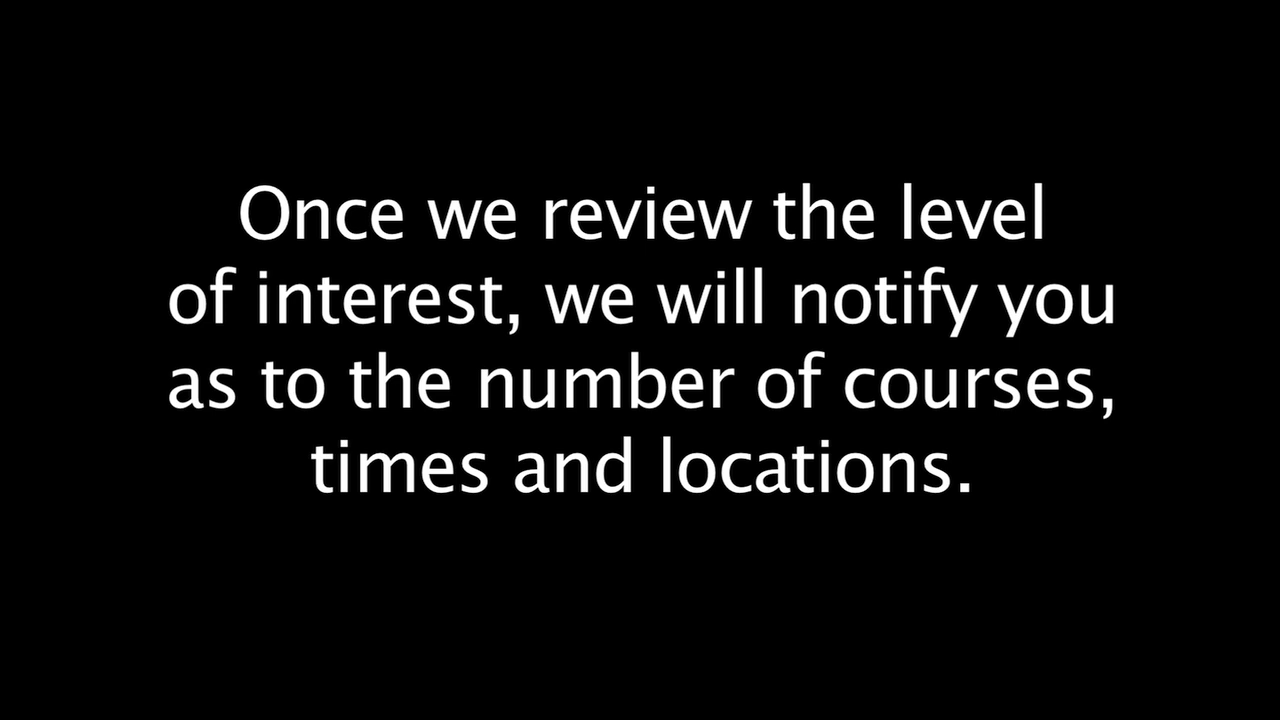 Once we review the level
of interest, we will notify you
as to the number of courses,
times and locations.